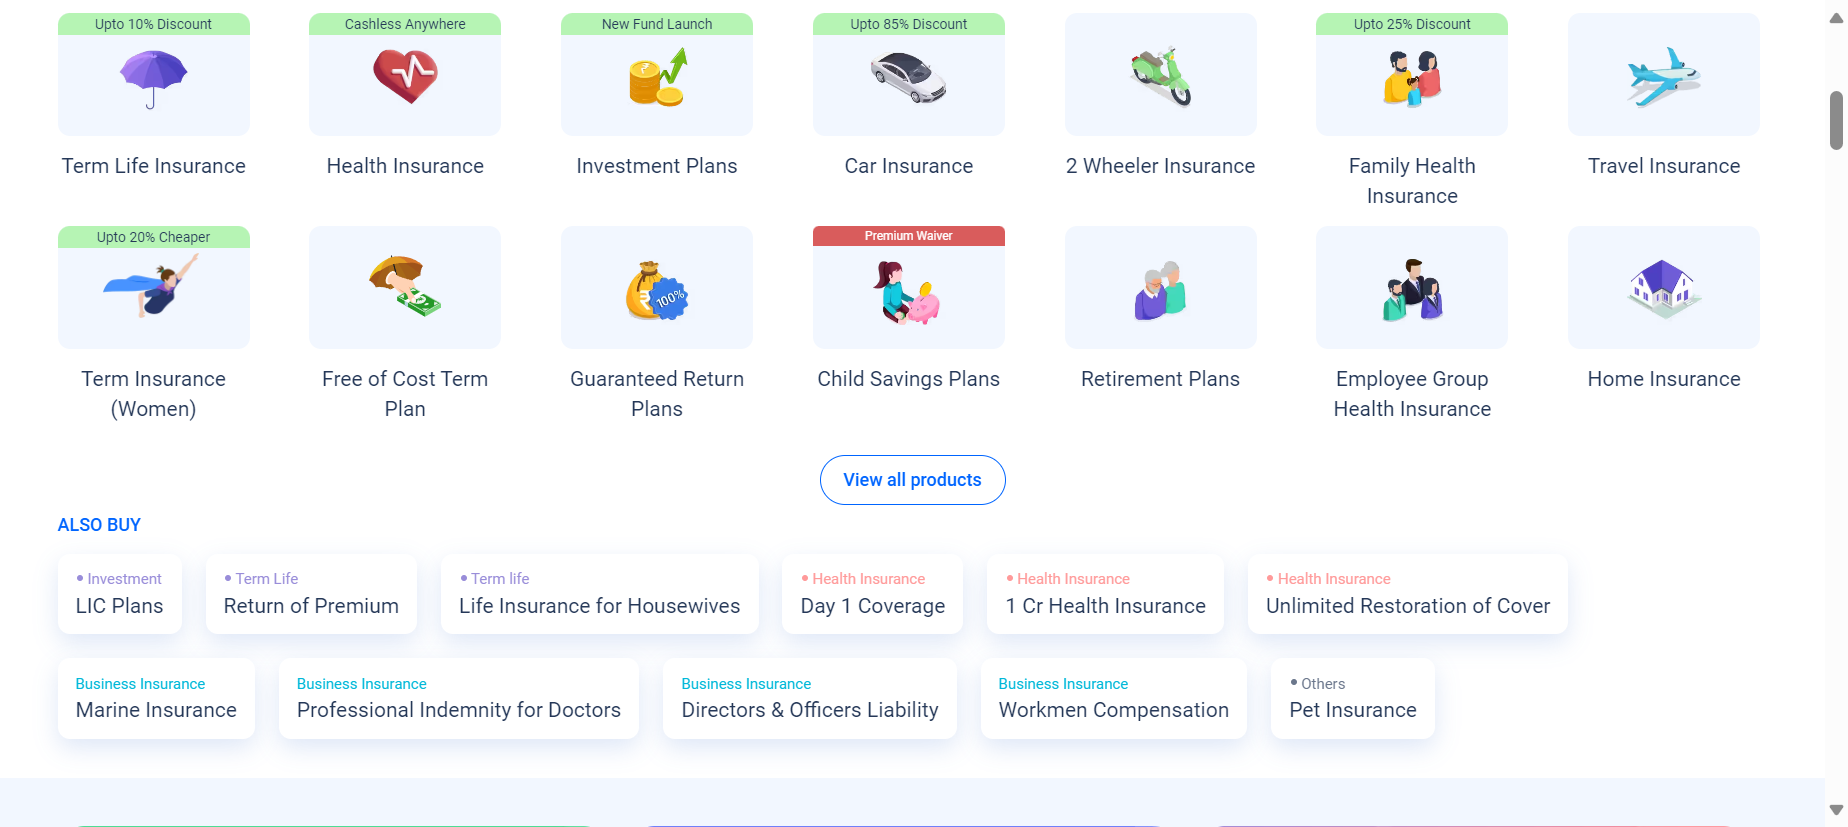 Upto 10% Discount
Cashless Anywhere
New Fund Launch
Upto 85% Discount
Upto 25% Discount
Term Life Insurance
Health Insurance
Investment Plans
Car Insurance
2 Wheeler Insurance
Family Health
Insurance
Travel Insurance
Upto 20% Cheaper
Premium Waiver
₹
100%
Term Insurance
(Women)
Free of Cost Term
Plan
Guaranteed Return
Plans
Child Savings Plans
Retirement Plans
Employee Group
Health Insurance
Home Insurance
View all products
ALSO BUY
Investment
LIC Plans
Term Life
Return of Premium
Term life
Life Insurance for Housewives
Health Insurance
Day 1 Coverage
Health Insurance
1 Cr Health Insurance
Health Insurance
Unlimited Restoration of Cover
Business Insurance
Marine Insurance
Business Insurance
Professional Indemnity for Doctors
Business Insurance
Directors & Officers Liability
Business Insurance
Workmen Compensation
Others
Pet Insurance